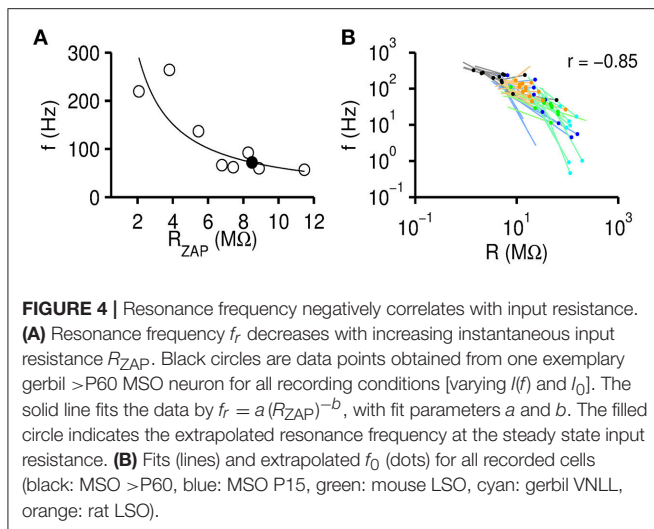 A
B
300
200
100
0
f (Hz)
2 4 6 8 10 12
R_ZAP (MΩ)
10^3
10^2
10^1
10^0
10^-1
f (Hz)
r = −0.85
10^-1 10^1 10^3
R (MΩ)
FIGURE 4 | Resonance frequency negatively correlates with input resistance.
(A) Resonance frequency f_r decreases with increasing instantaneous input
resistance R_ZAP. Black circles are data points obtained from one exemplary
gerbil >P60 MSO neuron for all recording conditions [varying I(f) and I_0]. The
solid line fits the data by f_r = a (R_ZAP)^−b, with fit parameters a and b. The filled
circle indicates the extrapolated resonance frequency at the steady state input
resistance. (B) Fits (lines) and extrapolated f_0 (dots) for all recorded cells
(black: MSO >P60, blue: MSO P15, green: mouse LSO, cyan: gerbil VNLL,
orange: rat LSO).